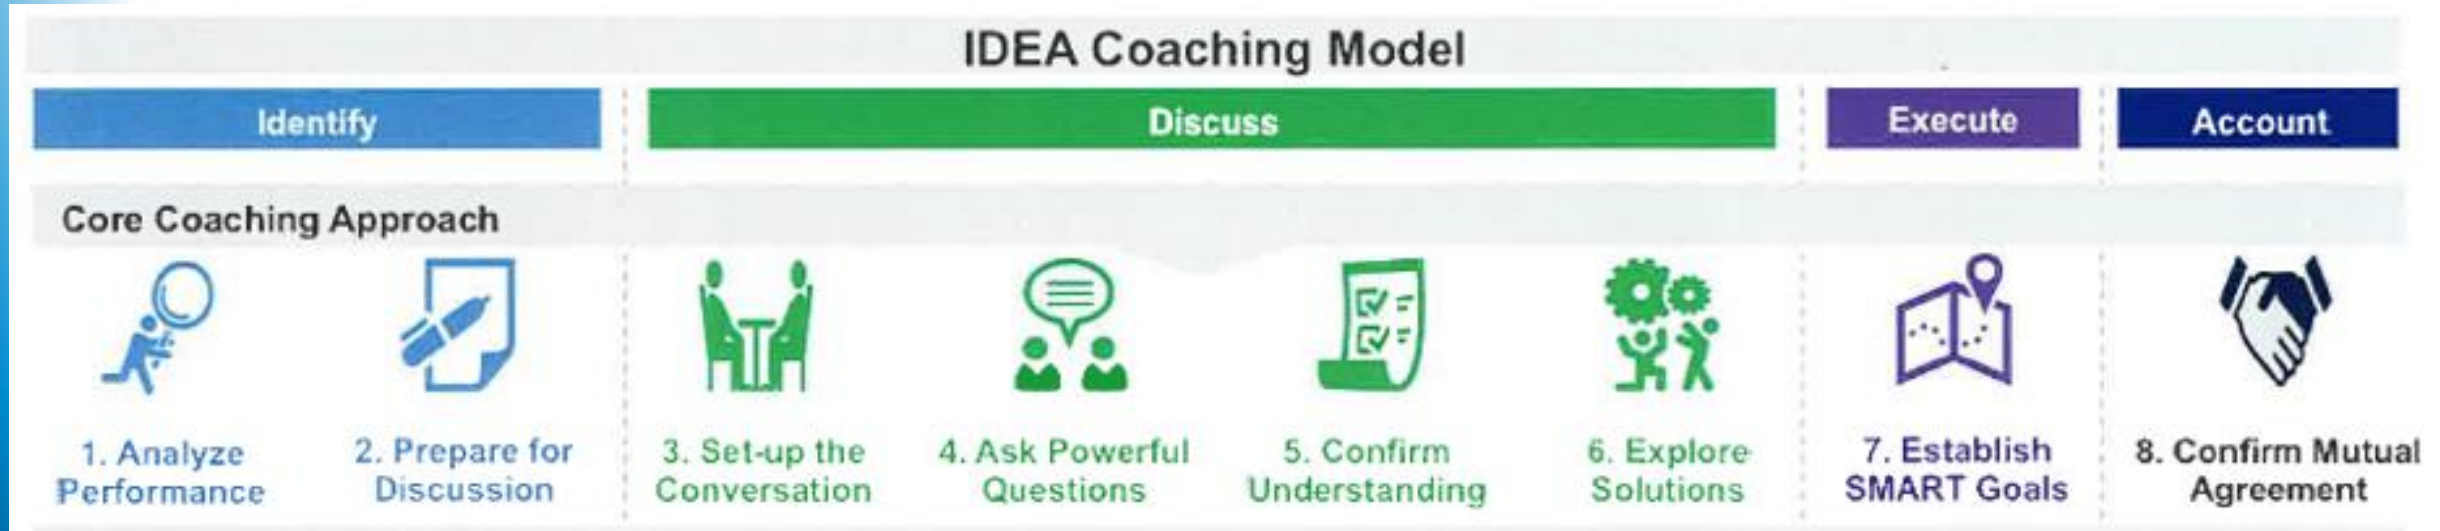 IDEA Coaching Model
Identify
Discuss
Execute
Account
Core Coaching Approach
1. Analyze
Performance
2. Prepare for
Discussion
3. Set-up the
Conversation
4. Ask Powerful
Questions
5. Confirm
Understanding
6. Explore
Solutions
7. Establish
SMART Goals
8. Confirm Mutual
Agreement